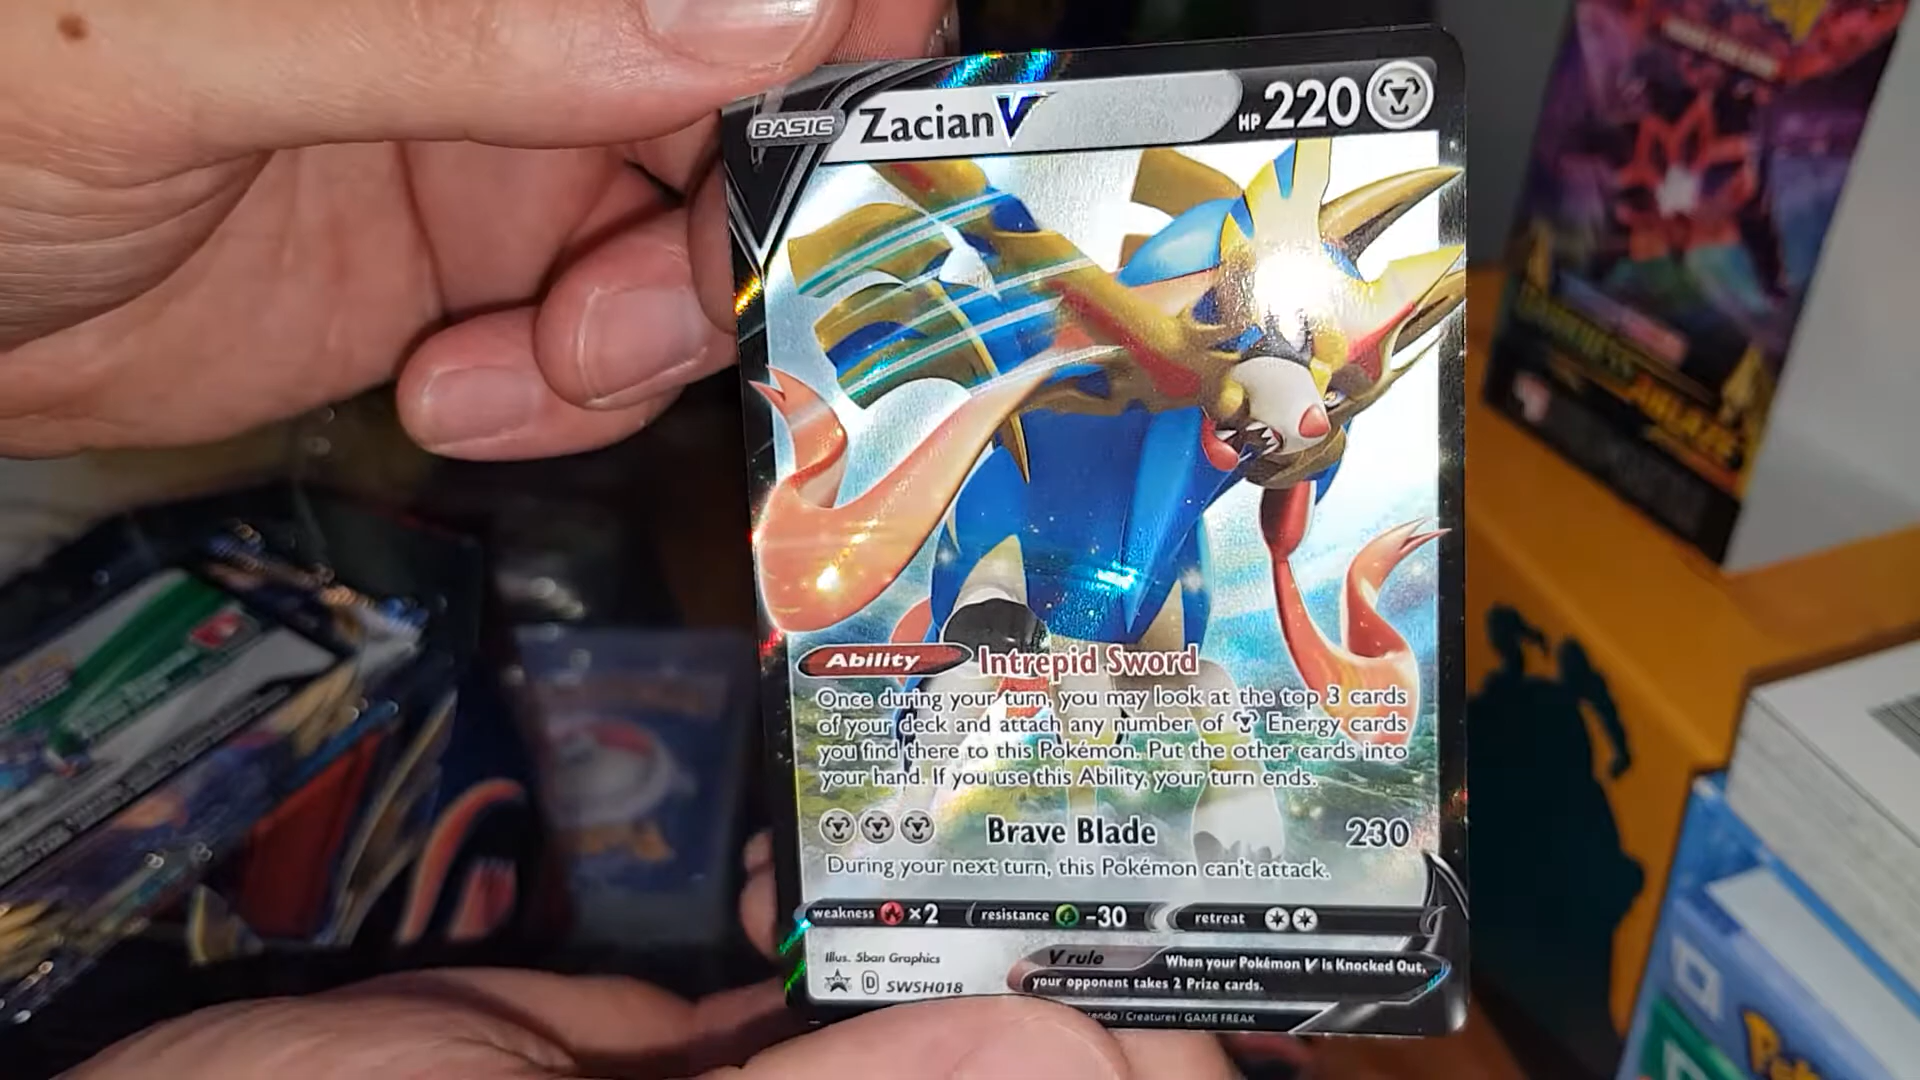 BASIC Zacian V HP 220
Ability Intrepid Sword
Once during your turn, you may look at the top 3 cards
of your deck and attach any number of Energy cards
you find there to this Pokémon. Put the other cards into
your hand. If you use this Ability, your turn ends.
Brave Blade 230
During your next turn, this Pokémon can't attack.
weakness ×2 resistance -30 retreat
Illus. 5ban Graphics
D SWSH018
V rule When your Pokémon V is Knocked Out,
your opponent takes 2 Prize cards.
/ Creatures / GAME FREAK